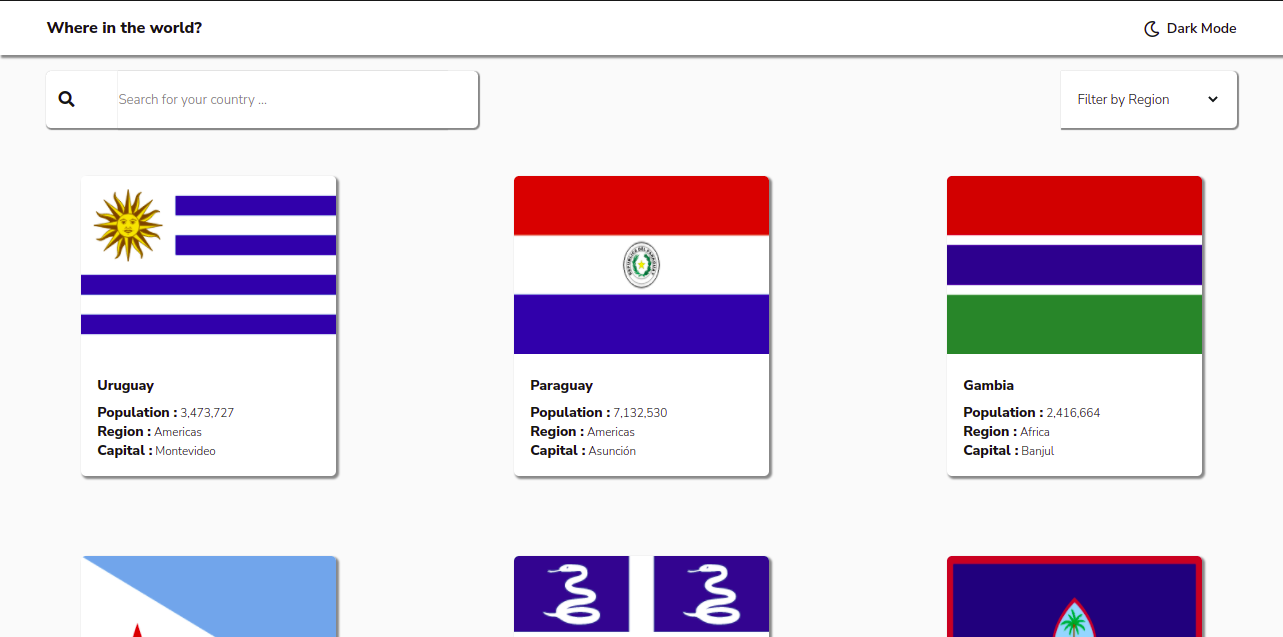 Where in the world?
Dark Mode
Search for your country ...
Filter by Region
Uruguay
Population : 3,473,727
Region : Americas
Capital : Montevideo
Paraguay
Population : 7,132,530
Region : Americas
Capital : Asunción
Gambia
Population : 2,416,664
Region : Africa
Capital : Banjul